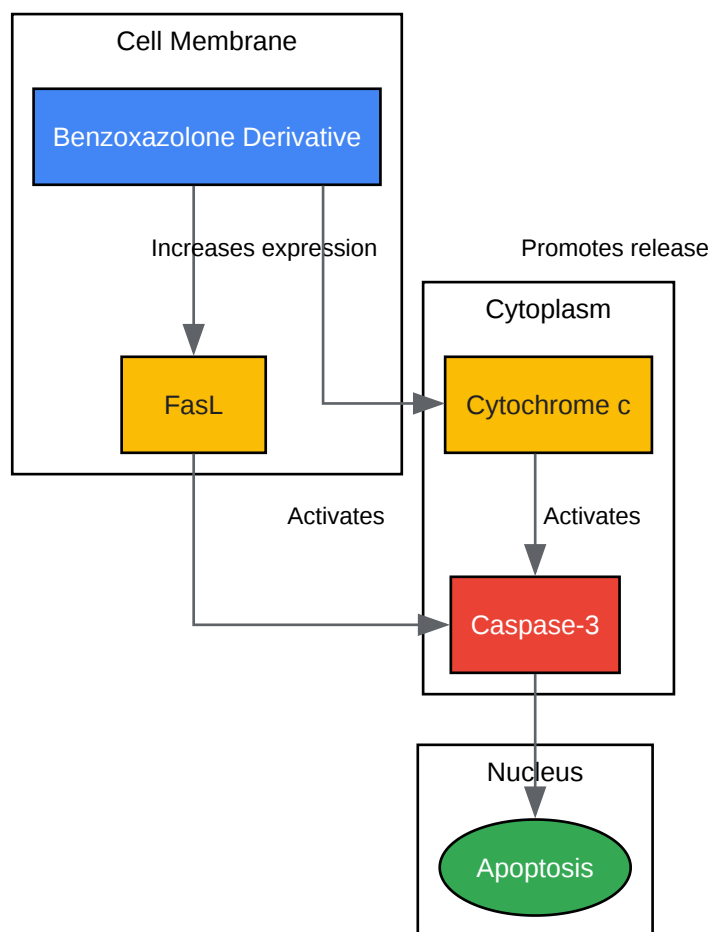 Cell Membrane
Benzoxazolone Derivative
Increases expression
Promotes release
Cytoplasm
FasL
Cytochrome c
Activates
Activates
Caspase-3
Nucleus
Apoptosis